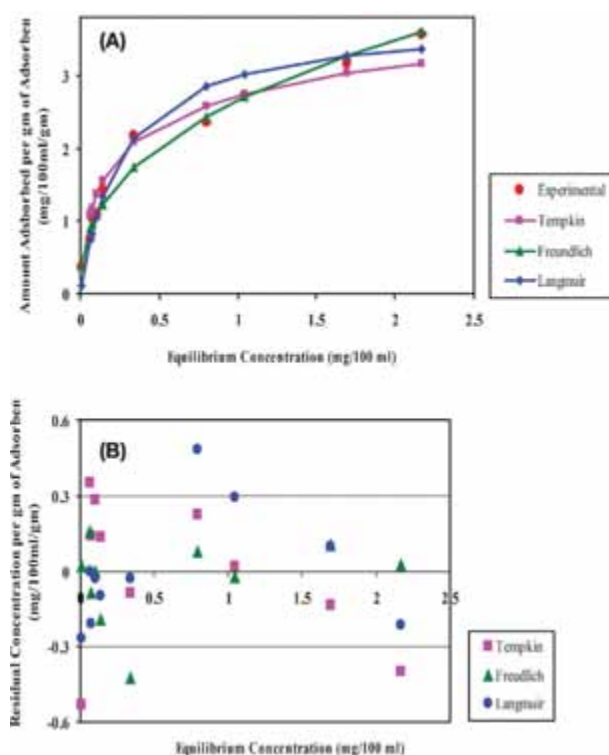 (A)
Amount Adsborbed per gm of Adsorben
(mg/100ml/gm)
3
2
1
0
0
0.5
1
1.5
2
2.5
Equilibrium Concentration (mg/100 ml)
Experimental
Tempkin
Freundlich
Langmuir
(B)
Residual Concentration per gm of Adsorben
(mg/100ml/gm)
0.6
0.3
0
-0.3
-0.6
0
0.5
1
1.5
2
2.5
Equilibrium Concentration (mg/100 ml)
Tempkin
Freudlich
Langmuir